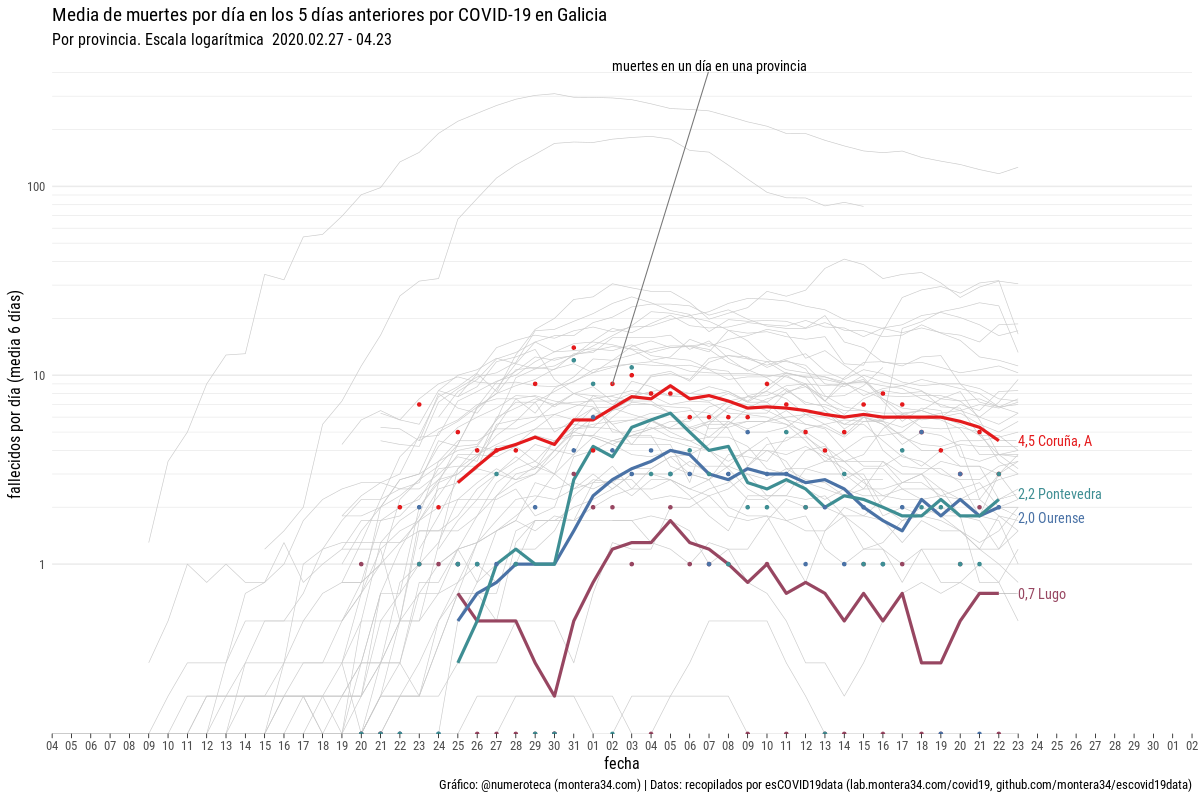 Media de muertes por día en los 5 días anteriores por COVID-19 en Galicia
Por provincia. Escala logarítmica 2020.02.27 - 04.23
muertes en un día en una provincia
100
10
1
fallecidos por día (media 6 días)
4,5 Coruña, A
2,2 Pontevedra
2,0 Ourense
0,7 Lugo
04 05 06 07 08 09 10 11 12 13 14 15 16 17 18 19 20 21 22 23 24 25 26 27 28 29 30 31 01 02 03 04 05 06 07 08 09 10 11 12 13 14 15 16 17 18 19 20 21 22 23 24 25 26 27 28 29 30 01 02
fecha
Gráfico: @numeroteca (montera34.com) | Datos: recopilados por esCOVID19data (lab.montera34.com/covid19, github.com/montera34/escovid19data)